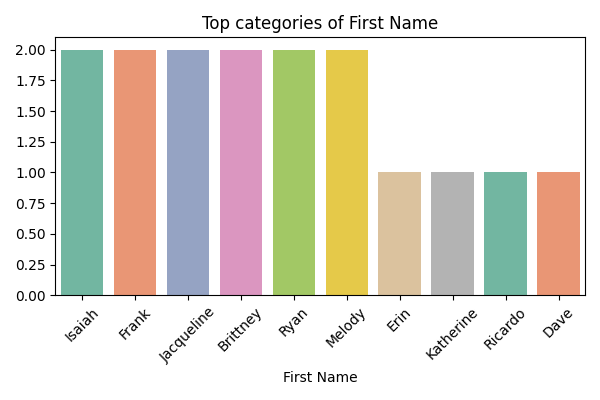 Top categories of First Name
2.00
1.75
1.50
1.25
1.00
0.75
0.50
0.25
0.00
Isaiah
Frank
Jacqueline
Brittney
Ryan
Melody
Erin
Katherine
Ricardo
Dave
First Name